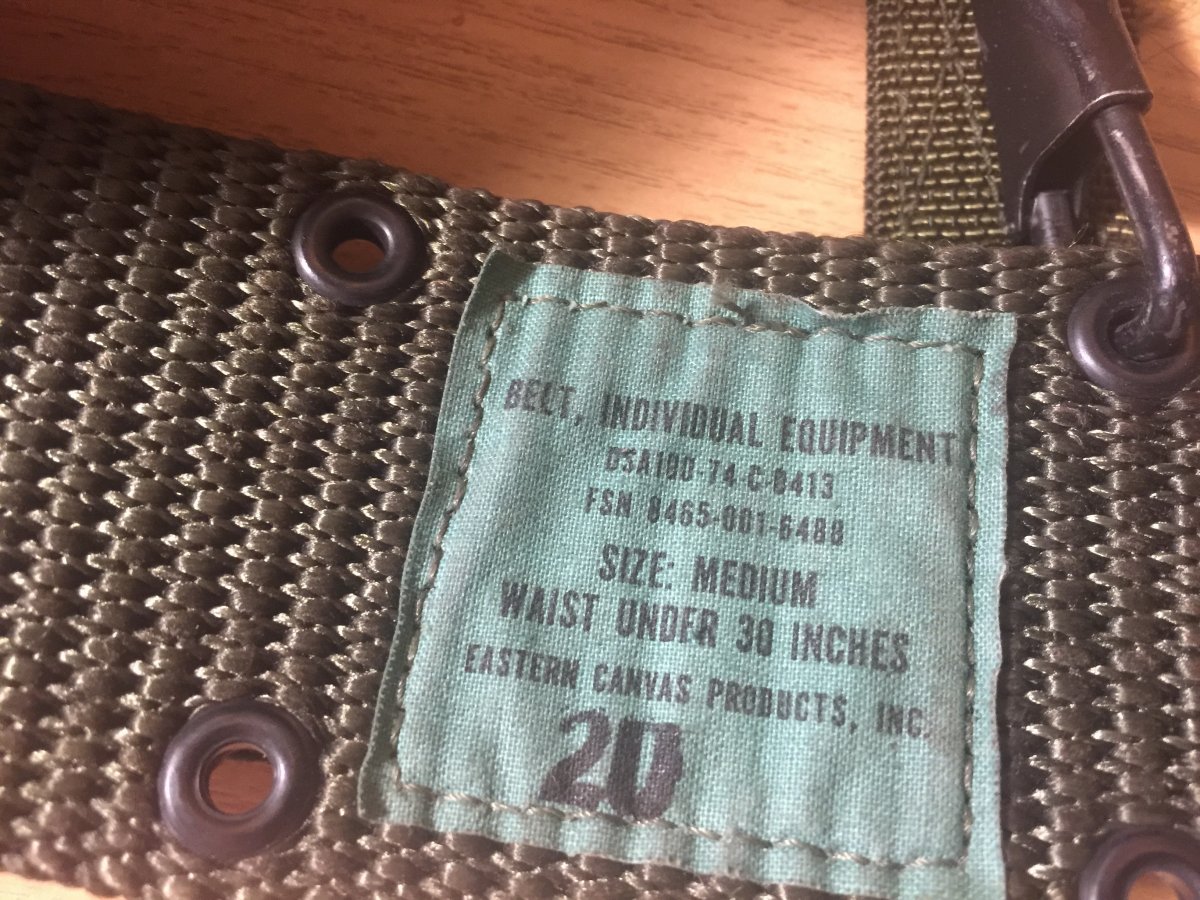 BELT, INDIVIDUAL EQUIPMENT
DSA100-74-C-0413
FSN 8465-001-6488
SIZE: MEDIUM
WAIST UNDER 30 INCHES
EASTERN CANVAS PRODUCTS, INC.
20